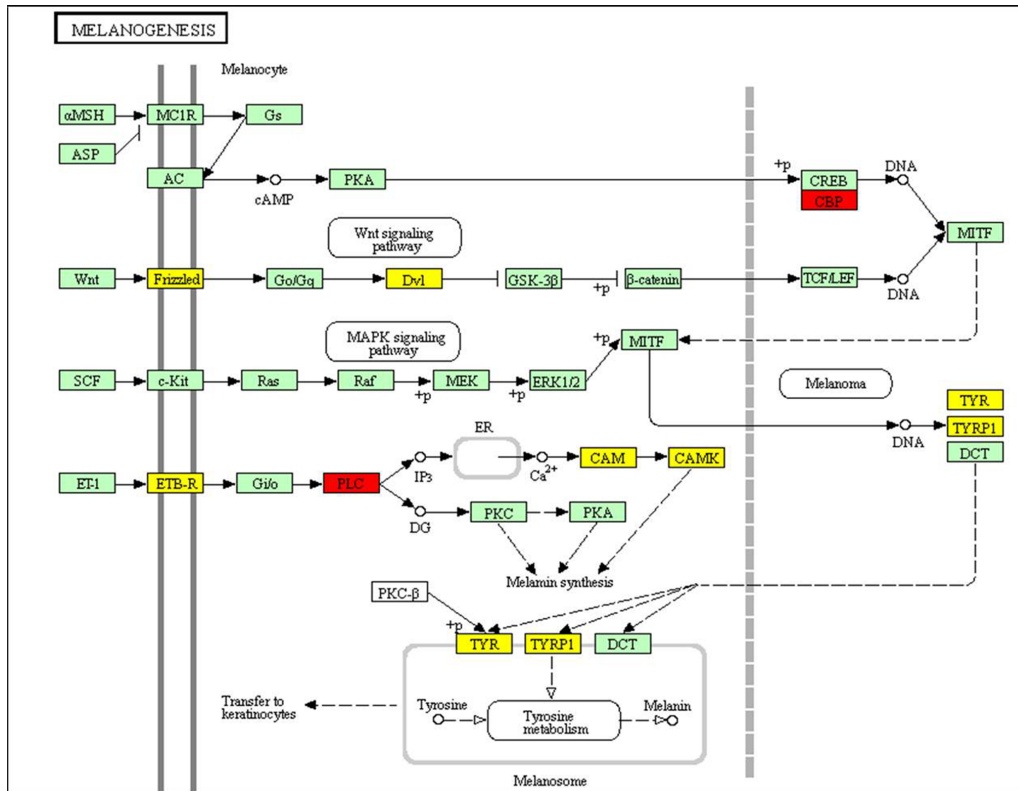 MELANOGENESIS
Melanocyte
αMSH
MC1R
Gs
ASP
AC
cAMP
PKA
+p
CREB
CBP
DNA
MITF
Wnt signaling
pathway
Wnt
Frizzled
Go/Gq
Dvl
GSK-3β
+p
β-catenin
TCF/LEF
DNA
MAPK signaling
pathway
SCF
c-Kit
Ras
Raf
+p
MEK
+p
ERK1/2
+p
MITF
Melanoma
DNA
TYR
TYRP1
DCT
ER
ET-1
ETB-R
Gi/o
PLC
IP3
Ca2+
CAM
CAMK
DG
PKC
PKA
Melamin synthesis
PKC-β
+p
TYR
TYRP1
DCT
Transfer to
keratinocytes
Tyrosine
Tyrosine
metabolism
Melanin
Melanosome